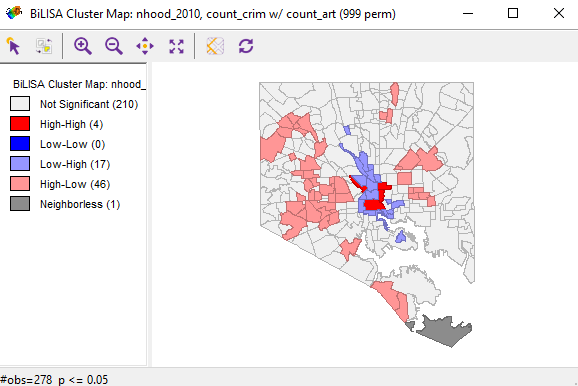 BiLISA Cluster Map: nhood_2010, count_crim w/ count_art (999 perm)
BiLISA Cluster Map: nhood_
Not Significant (210)
High-High (4)
Low-Low (0)
Low-High (17)
High-Low (46)
Neighborless (1)
#obs=278 p <= 0.05